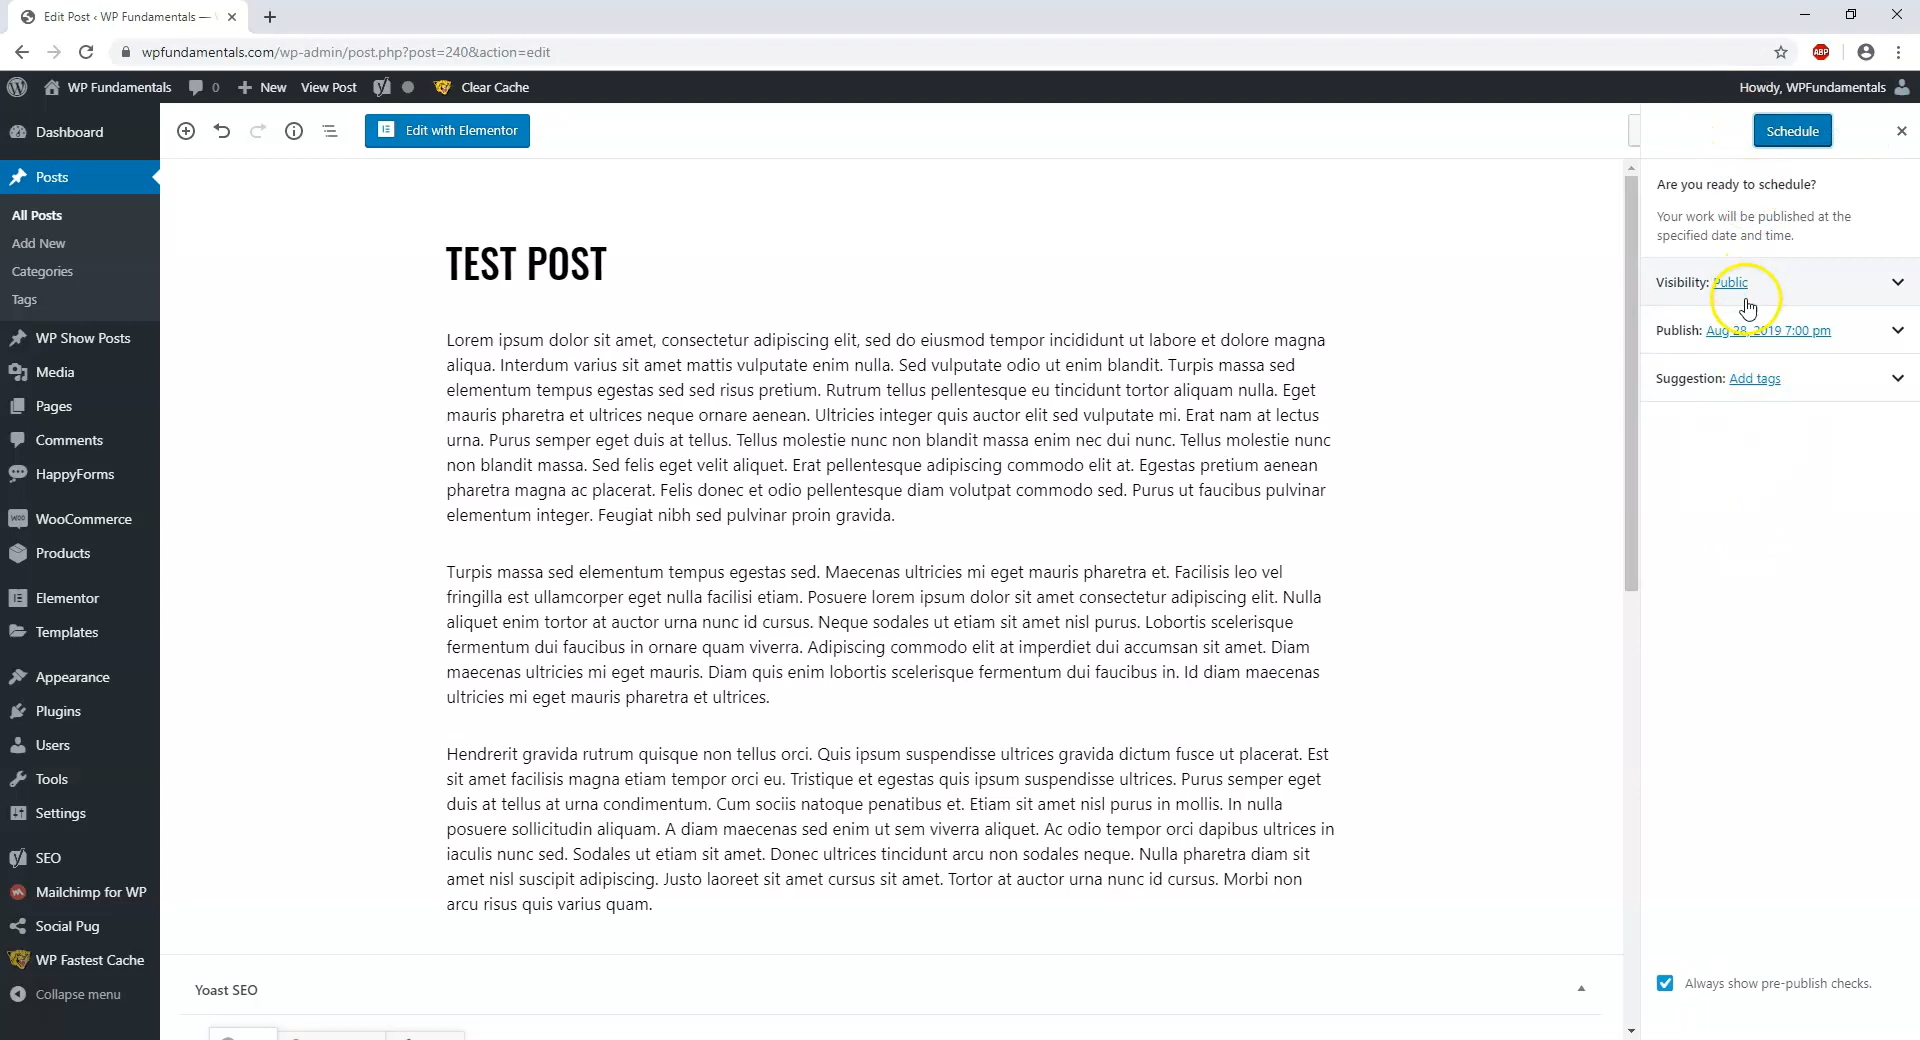 Edit Post ‹ WP Fundamentals —
wpfundamentals.com/wp-admin/post.php?post=240&action=edit
ABP
WP Fundamentals
0
New
View Post
Clear Cache
Howdy, WPFundamentals
Dashboard
Posts
All Posts
Add New
Categories
Tags
WP Show Posts
Media
Pages
Comments
HappyForms
WooCommerce
Products
Elementor
Templates
Appearance
Plugins
Users
Tools
Settings
SEO
Mailchimp for WP
Social Pug
WP Fastest Cache
Collapse menu
Edit with Elementor
TEST POST
Lorem ipsum dolor sit amet, consectetur adipiscing elit, sed do eiusmod tempor incididunt ut labore et dolore magna
aliqua. Interdum varius sit amet mattis vulputate enim nulla. Sed vulputate odio ut enim blandit. Turpis massa sed
elementum tempus egestas sed sed risus pretium. Rutrum tellus pellentesque eu tincidunt tortor aliquam nulla. Eget
mauris pharetra et ultrices neque ornare aenean. Ultricies integer quis auctor elit sed vulputate mi. Erat nam at lectus
urna. Purus semper eget duis at tellus. Tellus molestie nunc non blandit massa enim nec dui nunc. Tellus molestie nunc
non blandit massa. Sed felis eget velit aliquet. Erat pellentesque adipiscing commodo elit at. Egestas pretium aenean
pharetra magna ac placerat. Felis donec et odio pellentesque diam volutpat commodo sed. Purus ut faucibus pulvinar
elementum integer. Feugiat nibh sed pulvinar proin gravida.
Turpis massa sed elementum tempus egestas sed. Maecenas ultricies mi eget mauris pharetra et. Facilisis leo vel
fringilla est ullamcorper eget nulla facilisi etiam. Posuere lorem ipsum dolor sit amet consectetur adipiscing elit. Nulla
aliquet enim tortor at auctor urna nunc id cursus. Neque sodales ut etiam sit amet nisl purus. Lobortis scelerisque
fermentum dui faucibus in ornare quam viverra. Adipiscing commodo elit at imperdiet dui accumsan sit amet. Diam
maecenas ultricies mi eget mauris. Diam quis enim lobortis scelerisque fermentum dui faucibus in. Id diam maecenas
ultricies mi eget mauris pharetra et ultrices.
Hendrerit gravida rutrum quisque non tellus orci. Quis ipsum suspendisse ultrices gravida dictum fusce ut placerat. Est
sit amet facilisis magna etiam tempor orci eu. Tristique et egestas quis ipsum suspendisse ultrices. Purus semper eget
duis at tellus at urna condimentum. Cum sociis natoque penatibus et. Etiam sit amet nisl purus in mollis. In nulla
posuere sollicitudin aliquam. A diam maecenas sed enim ut sem viverra aliquet. Ac odio tempor orci dapibus ultrices in
iaculis nunc sed. Sodales ut etiam sit amet. Donec ultrices tincidunt arcu non sodales neque. Nulla pharetra diam sit
amet nisl suscipit adipiscing. Justo laoreet sit amet cursus sit amet. Tortor at auctor urna nunc id cursus. Morbi non
arcu risus quis varius quam.
Yoast SEO
Schedule
Are you ready to schedule?
Your work will be published at the
specified date and time.
Visibility: Public
Publish: Aug 28, 2019 7:00 pm
Suggestion: Add tags
Always show pre-publish checks.